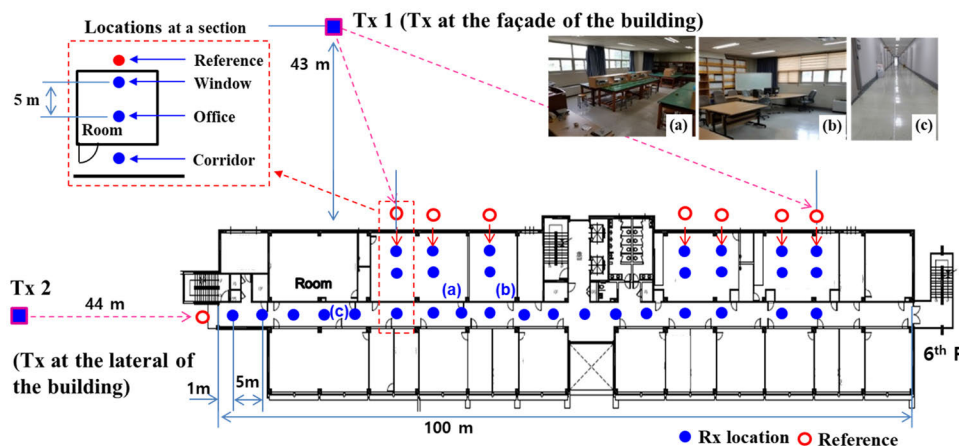 Tx 1 (Tx at the façade of the building)
Locations at a section
Reference
Window
5 m
Office
Room
Corridor
43 m
(a)
(b)
(c)
Room
(a)
(b)
(c)
Tx 2
44 m
(Tx at the lateral of
the building)
6th F
1m
5m
100 m
Rx location
Reference